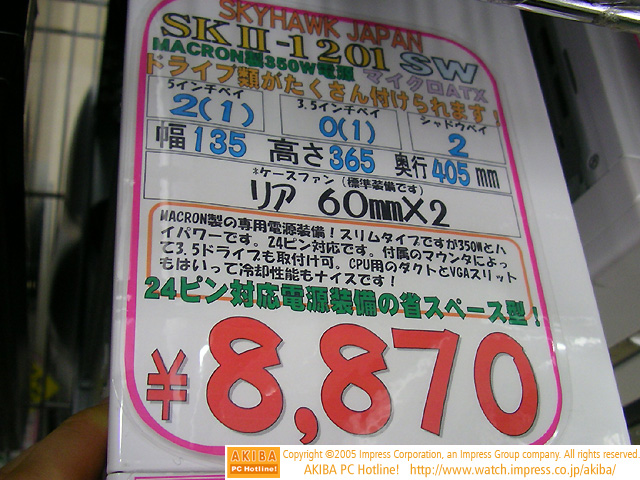 SKYHAWK JAPAN
SKⅡ-1201 SW
MACRON製350W電源 マイクロATX
ドライブ類がたくさん付けられます!
5インチベイ 3.5インチベイ シャドウベイ
2(1) 0(1) 2
幅135 高さ365 奥行405mm
*ケースファン(標準装備です)
リア 60mmX2
MACRON製の専用電源装備!スリムタイプですが350Wとハ
イパワーです。24ピン対応です。付属のマウンタによっ
て3.5ドライブも取付け可。CPU用のダクトとVGAスリット
もはいって冷却性能もナイスです!
24ピン対応電源装備の省スペース型!
¥8,870
AKIBA PC Hotline!
Copyright ©2005 Impress Corporation, an Impress Group company. All rights reserved.
AKIBA PC Hotline! http://www.watch.impress.co.jp/akiba/